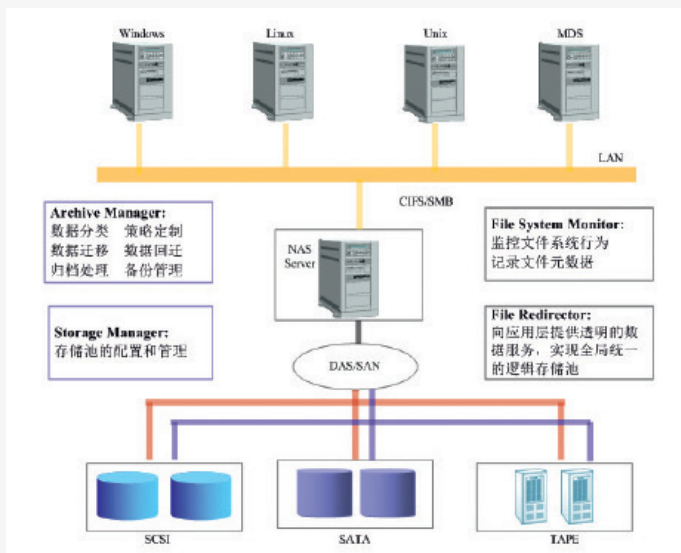 Windows
Linux
Unix
MDS
LAN
CIFS/SMB
Archive Manager:
数据分类 策略定制
数据迁移 数据回迁
归档处理 备份管理
NAS
Server
File System Monitor:
监控文件系统行为
记录文件元数据
Storage Manager:
存储池的配置和管理
File Redirector:
向应用层提供透明的数
据服务，实现全局统一
的逻辑存储池
DAS/SAN
SCSI
SATA
TAPE